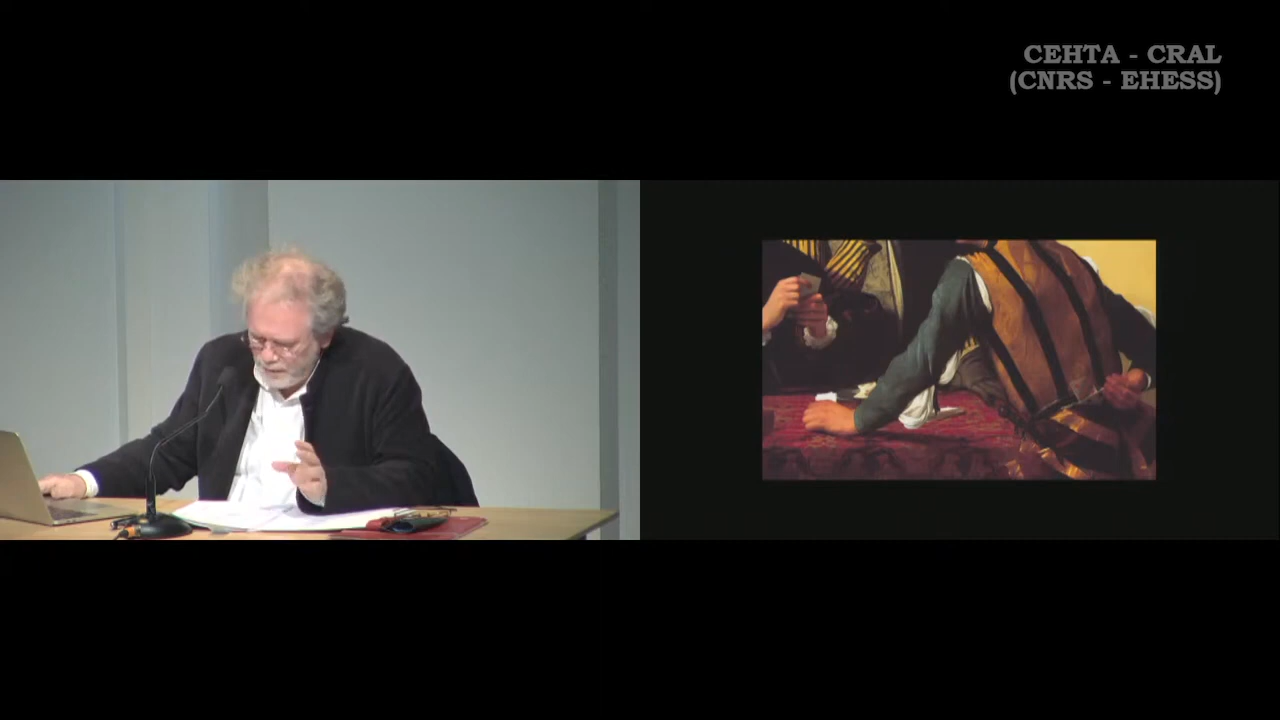 CEHTA - CRAL
(CNRS - EHESS)